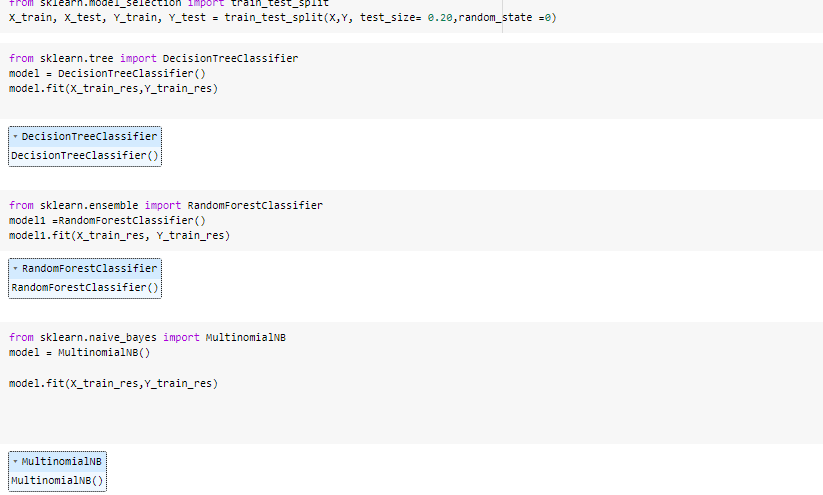 from sklearn.model_selection import train_test_split
X_train, X_test, Y_train, Y_test = train_test_split(X,Y, test_size= 0.20,random_state =0)
from sklearn.tree import DecisionTreeClassifier
model = DecisionTreeClassifier()
model.fit(X_train_res,Y_train_res)
DecisionTreeClassifier
DecisionTreeClassifier()
from sklearn.ensemble import RandomForestClassifier
model1 =RandomForestClassifier()
model1.fit(X_train_res, Y_train_res)
RandomForestClassifier
RandomForestClassifier()
from sklearn.naive_bayes import MultinomialNB
model = MultinomialNB()
model.fit(X_train_res,Y_train_res)
MultinomialNB
MultinomialNB()